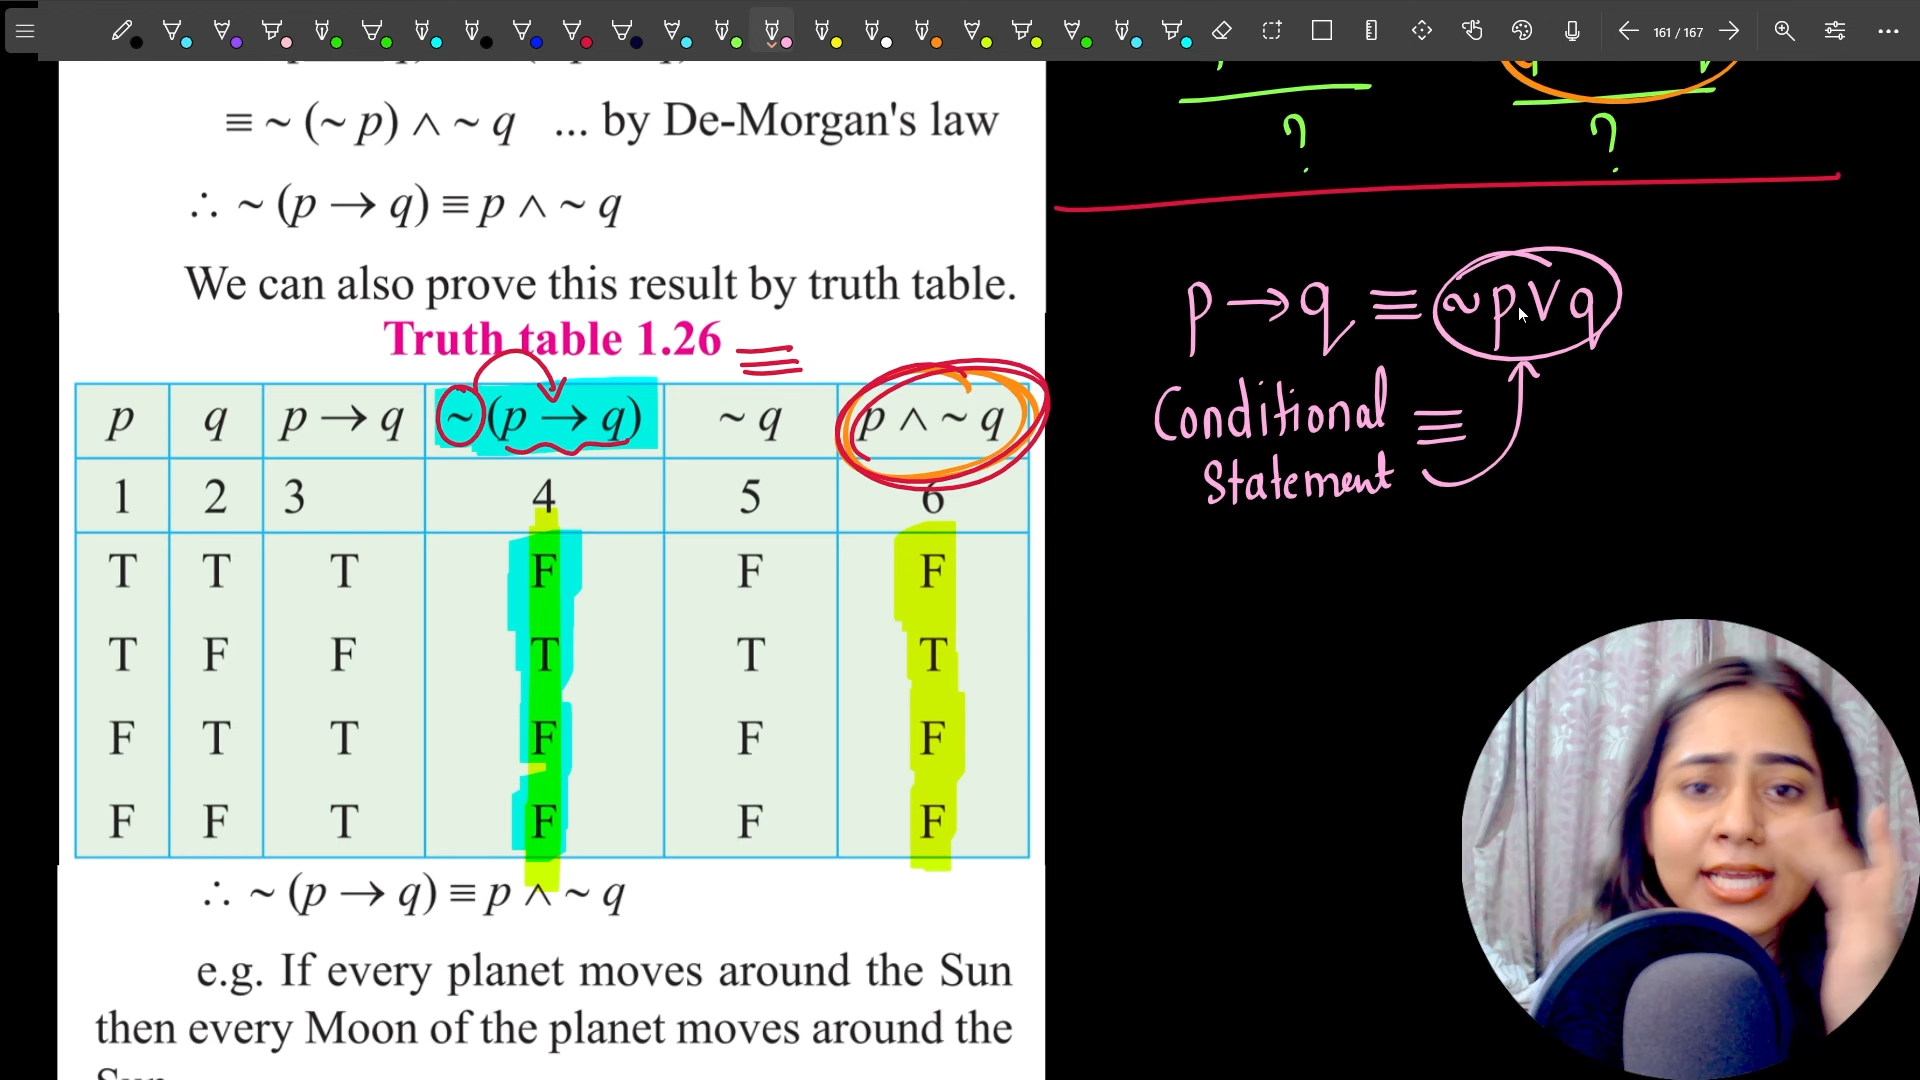 161 / 167
≡ ~ (~ p) ∧ ~ q ... by De-Morgan's law
∴ ~ (p → q) ≡ p ∧ ~ q
We can also prove this result by truth table.
Truth table 1.26
p q p → q ~ (p → q) ~ q p ∧ ~ q
1 2 3 4 5 6
T T T F F F
T F F T T T
F T T F F F
F F T F F F
∴ ~ (p → q) ≡ p ∧ ~ q
e.g. If every planet moves around the Sun
then every Moon of the planet moves around the
? ?
p → q ≡ ~ p ∨ q
Conditional ≡
Statement